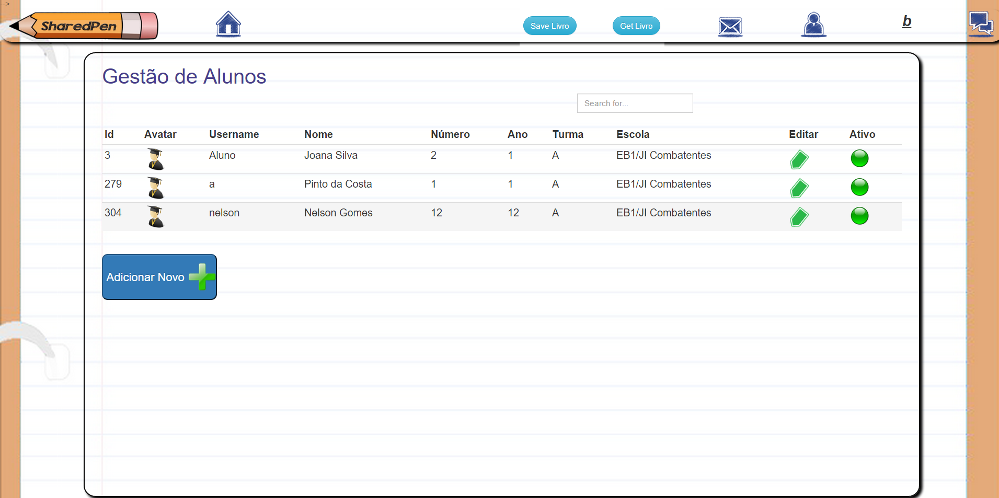 -->
SharedPen
Save Livro
Get Livro
b
Gestão de Alunos
Search for...
Id Avatar Username Nome Número Ano Turma Escola Editar Ativo
3 Aluno Joana Silva 2 1 A EB1/JI Combatentes
279 a Pinto da Costa 1 1 A EB1/JI Combatentes
304 nelson Nelson Gomes 12 12 A EB1/JI Combatentes
Adicionar Novo